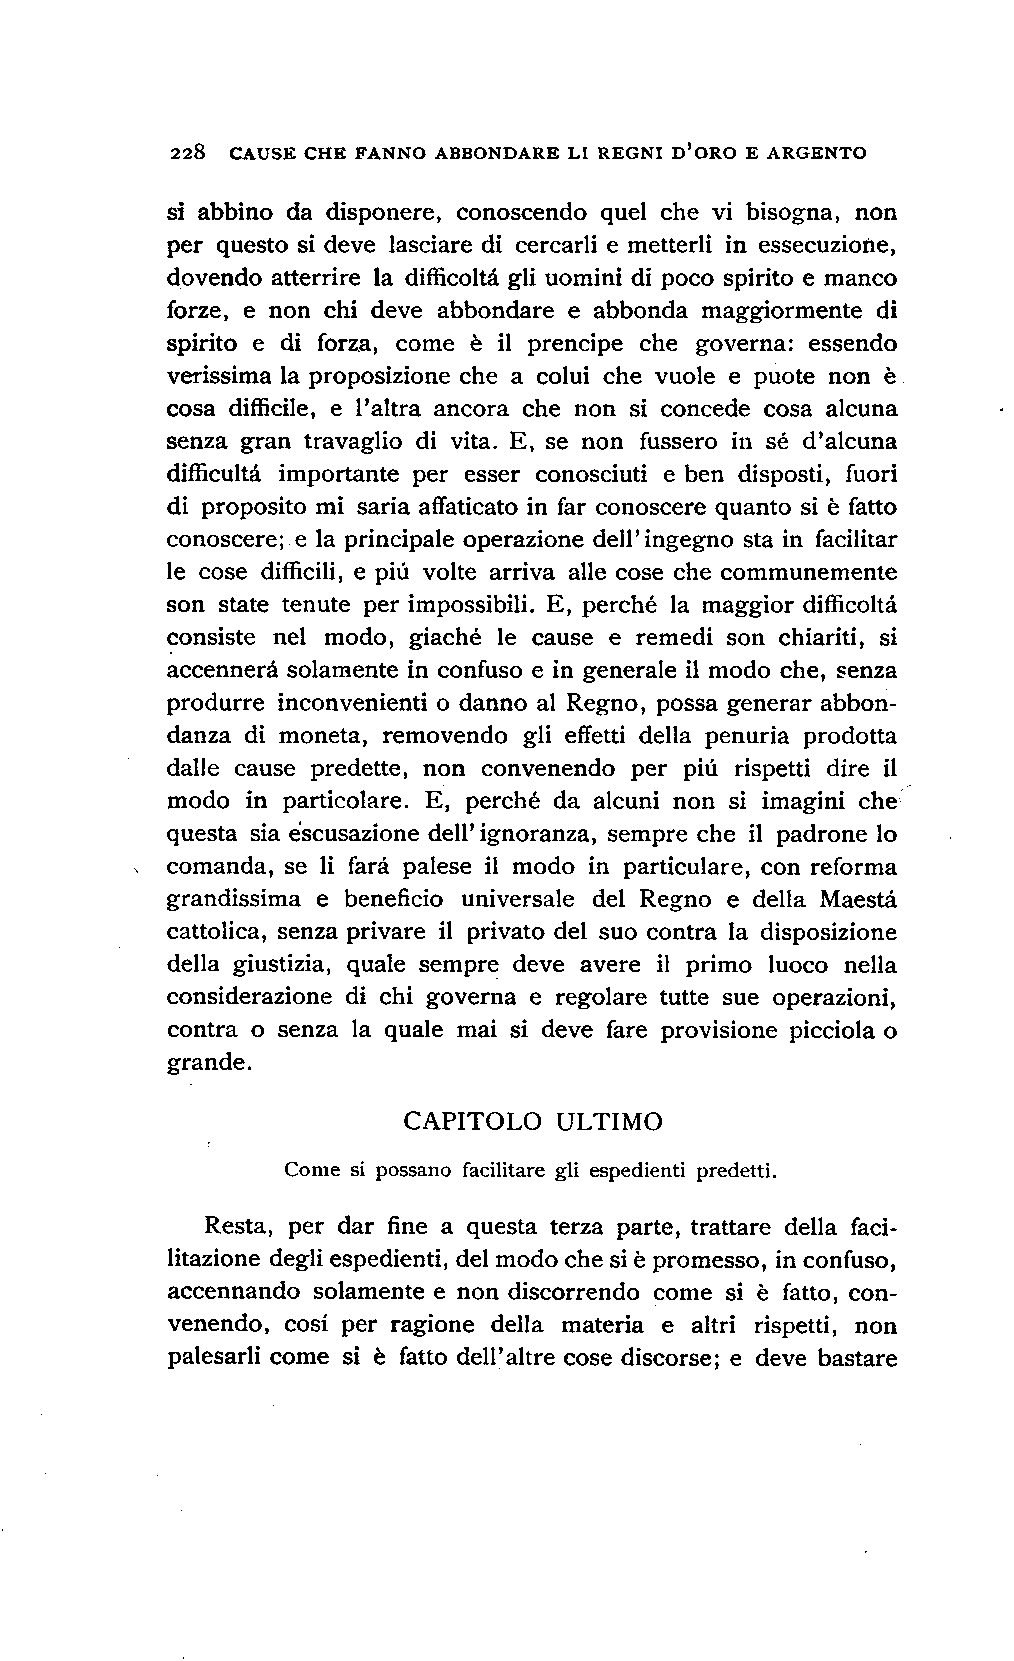 228 CAUSE CHE FANNO ABBONDARE LI REGNI D'ORO E ARGENTO
si abbino da disponere, conoscendo quel che vi bisogna, non
per questo si deve lasciare di cercarli e metterli in essecuzione,
dovendo atterrire la difficoltá gli uomini di poco spirito e manco
forze, e non chi deve abbondare e abbonda maggiormente di
spirito e di forza, come è il prencipe che governa: essendo
verissima la proposizione che a colui che vuole e puote non è
cosa difficile, e l'altra ancora che non si concede cosa alcuna
senza gran travaglio di vita. E, se non fussero in sé d'alcuna
difficultá importante per esser conosciuti e ben disposti, fuori
di proposito mi saria affaticato in far conoscere quanto si è fatto
conoscere; e la principale operazione dell'ingegno sta in facilitar
le cose difficili, e piú volte arriva alle cose che communemente
son state tenute per impossibili. E, perché la maggior difficoltá
consiste nel modo, giaché le cause e remedi son chiariti, si
accennerá solamente in confuso e in generale il modo che, senza
produrre inconvenienti o danno al Regno, possa generar abbon-
danza di moneta, removendo gli effetti della penuria prodotta
dalle cause predette, non convenendo per piú rispetti dire il
modo in particolare. E, perché da alcuni non si imagini che
questa sia escusazione dell'ignoranza, sempre che il padrone lo
comanda, se li fará palese il modo in particulare, con reforma
grandissima e beneficio universale del Regno e della Maestá
cattolica, senza privare il privato del suo contra la disposizione
della giustizia, quale sempre deve avere il primo luoco nella
considerazione di chi governa e regolare tutte sue operazioni,
contra o senza la quale mai si deve fare provisione picciola o
grande.
CAPITOLO ULTIMO
Come si possano facilitare gli espedienti predetti.
Resta, per dar fine a questa terza parte, trattare della faci-
litazione degli espedienti, del modo che si è promesso, in confuso,
accennando solamente e non discorrendo come si è fatto, con-
venendo, cosí per ragione della materia e altri rispetti, non
palesarli come si è fatto dell'altre cose discorse; e deve bastare